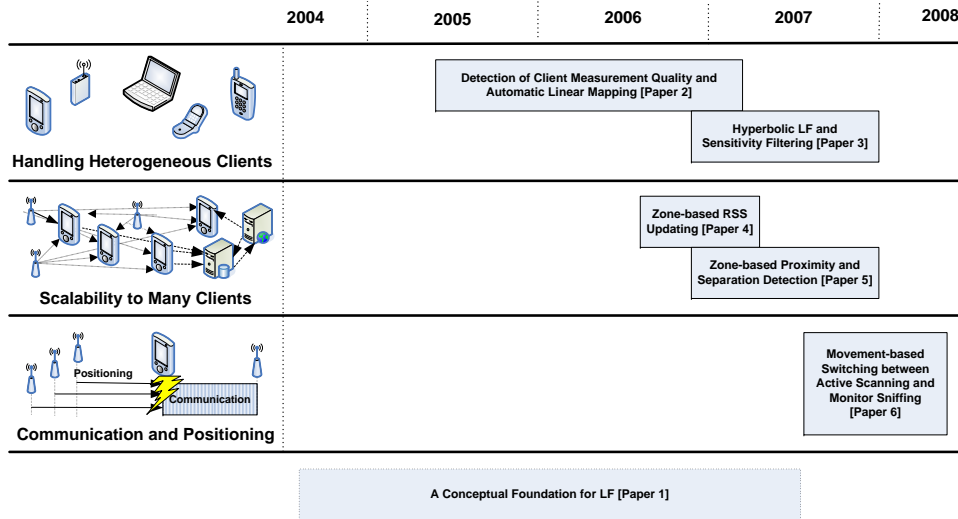 2004
2005
2006
2007
2008
Detection of Client Measurement Quality and
Automatic Linear Mapping [Paper 2]
Hyperbolic LF and
Sensitivity Filtering [Paper 3]
Handling Heterogeneous Clients
Zone-based RSS
Updating [Paper 4]
Zone-based Proximity and
Separation Detection [Paper 5]
Scalability to Many Clients
Positioning
Communication
Movement-based
Switching between
Active Scanning and
Monitor Sniffing
[Paper 6]
Communication and Positioning
A Conceptual Foundation for LF [Paper 1]